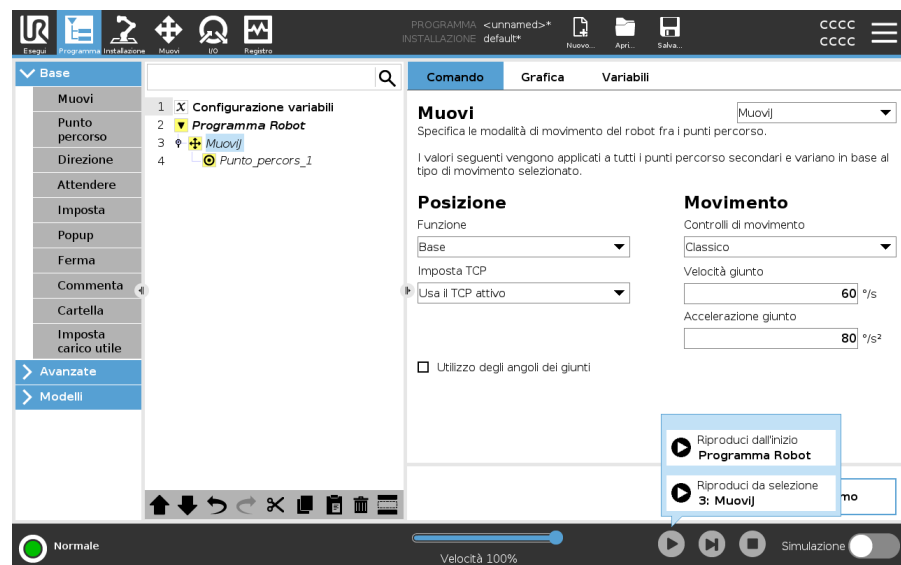 PROGRAMMA <unnamed>*
INSTALLAZIONE default*
UR
Esegui
Programma
Installazione
Muovi
I/O
Registro
Nuovo...
Apri...
Salva...
CCCC
CCCC
Base
Muovi
Punto
percorso
Direzione
Attendere
Imposta
Popup
Ferma
Commenta
Cartella
Imposta
carico utile
Avanzate
Modelli
1 X Configurazione variabili
2 Programma Robot
3 MuoviJ
4 Punto_percors_1
Comando Grafica Variabili
Muovi
MuoviJ
Specifica le modalità di movimento del robot fra i punti percorso.
I valori seguenti vengono applicati a tutti i punti percorso secondari e variano in base al
tipo di movimento selezionato.
Posizione
Funzione
Base
Imposta TCP
Usa il TCP attivo
Utilizzo degli angoli dei giunti
Movimento
Controlli di movimento
Classico
Velocità giunto
60 °/s
Accelerazione giunto
80 °/s²
Riproduci dall'inizio
Programma Robot
Riproduci da selezione
3: MuoviJ
mo
Normale
Velocità 100%
Simulazione